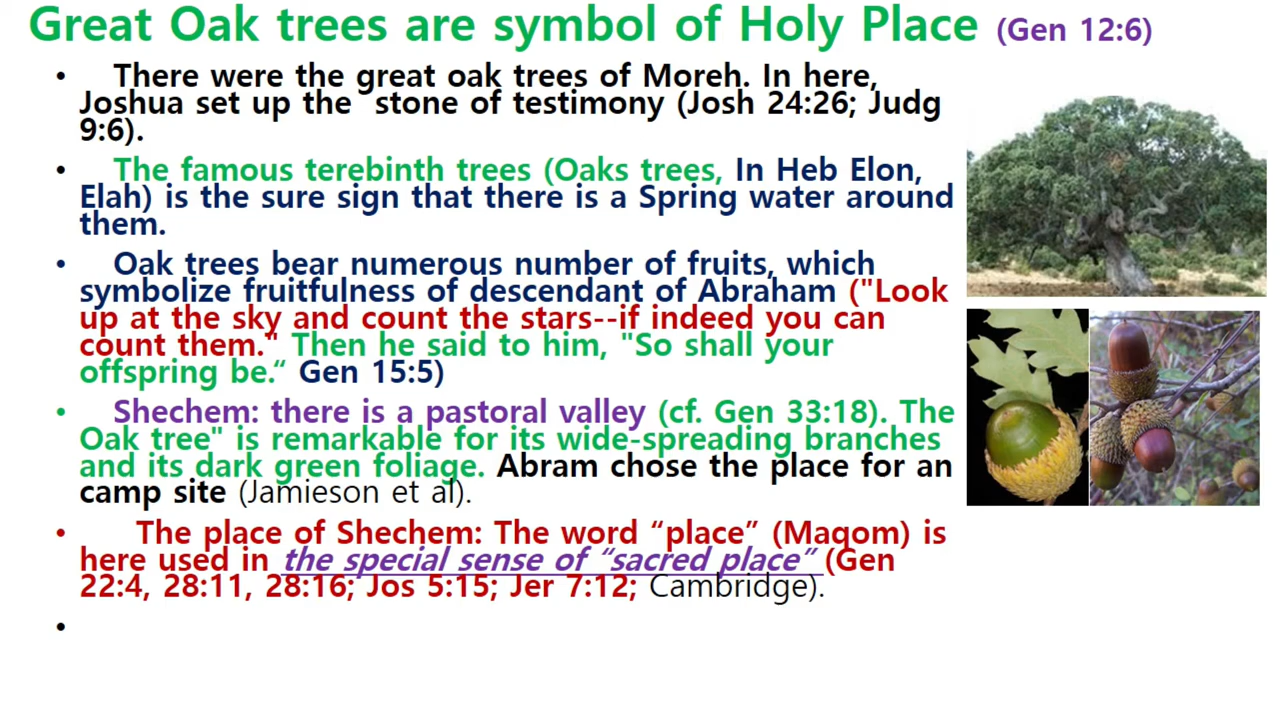 Great Oak trees are symbol of Holy Place (Gen 12:6)
• There were the great oak trees of Moreh. In here,
Joshua set up the stone of testimony (Josh 24:26; Judg
9:6).
• The famous terebinth trees (Oaks trees, In Heb Elon,
Elah) is the sure sign that there is a Spring water around
them.
• Oak trees bear numerous number of fruits, which
symbolize fruitfulness of descendant of Abraham ("Look
up at the sky and count the stars--if indeed you can
count them." Then he said to him, "So shall your
offspring be.“ Gen 15:5)
• Shechem: there is a pastoral valley (cf. Gen 33:18). The
Oak tree" is remarkable for its wide-spreading branches
and its dark green foliage. Abram chose the place for an
camp site (Jamieson et al).
• The place of Shechem: The word “place” (Maqom) is
here used in the special sense of “sacred place” (Gen
22:4, 28:11, 28:16; Jos 5:15; Jer 7:12; Cambridge).
•